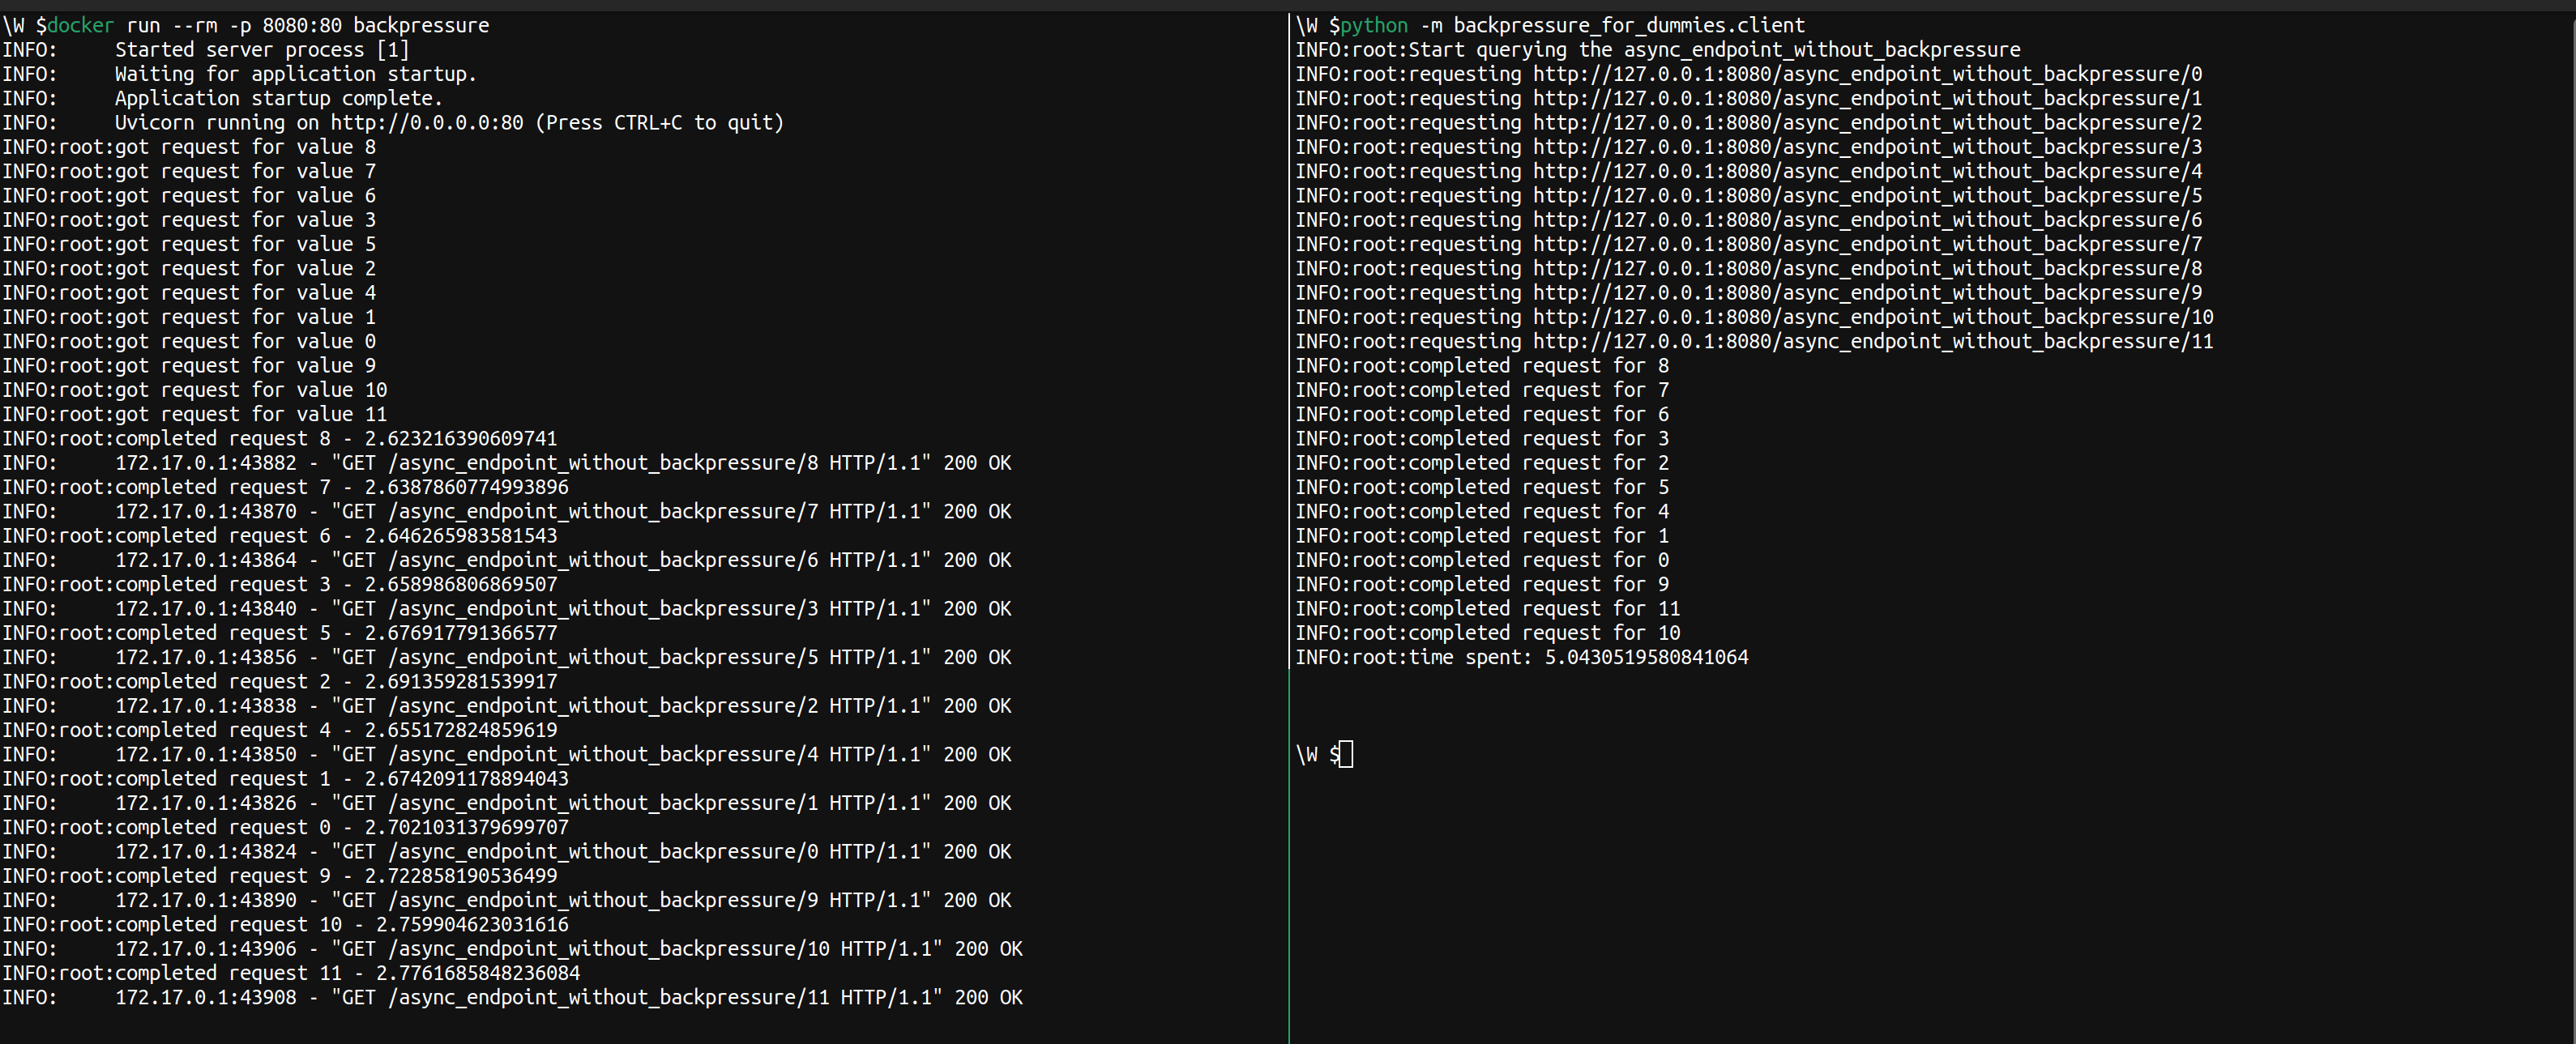 \W $docker run --rm -p 8080:80 backpressure
INFO:     Started server process [1]
INFO:     Waiting for application startup.
INFO:     Application startup complete.
INFO:     Uvicorn running on http://0.0.0.0:80 (Press CTRL+C to quit)
INFO:root:got request for value 8
INFO:root:got request for value 7
INFO:root:got request for value 6
INFO:root:got request for value 3
INFO:root:got request for value 5
INFO:root:got request for value 2
INFO:root:got request for value 4
INFO:root:got request for value 1
INFO:root:got request for value 0
INFO:root:got request for value 9
INFO:root:got request for value 10
INFO:root:got request for value 11
INFO:root:completed request 8 - 2.623216390609741
INFO:     172.17.0.1:43882 - "GET /async_endpoint_without_backpressure/8 HTTP/1.1" 200 OK
INFO:root:completed request 7 - 2.6387860774993896
INFO:     172.17.0.1:43870 - "GET /async_endpoint_without_backpressure/7 HTTP/1.1" 200 OK
INFO:root:completed request 6 - 2.646265983581543
INFO:     172.17.0.1:43864 - "GET /async_endpoint_without_backpressure/6 HTTP/1.1" 200 OK
INFO:root:completed request 3 - 2.658986806869507
INFO:     172.17.0.1:43840 - "GET /async_endpoint_without_backpressure/3 HTTP/1.1" 200 OK
INFO:root:completed request 5 - 2.676917791366577
INFO:     172.17.0.1:43856 - "GET /async_endpoint_without_backpressure/5 HTTP/1.1" 200 OK
INFO:root:completed request 2 - 2.691359281539917
INFO:     172.17.0.1:43838 - "GET /async_endpoint_without_backpressure/2 HTTP/1.1" 200 OK
INFO:root:completed request 4 - 2.655172824859619
INFO:     172.17.0.1:43850 - "GET /async_endpoint_without_backpressure/4 HTTP/1.1" 200 OK
INFO:root:completed request 1 - 2.6742091178894043
INFO:     172.17.0.1:43826 - "GET /async_endpoint_without_backpressure/1 HTTP/1.1" 200 OK
INFO:root:completed request 0 - 2.7021031379699707
INFO:     172.17.0.1:43824 - "GET /async_endpoint_without_backpressure/0 HTTP/1.1" 200 OK
INFO:root:completed request 9 - 2.722858190536499
INFO:     172.17.0.1:43890 - "GET /async_endpoint_without_backpressure/9 HTTP/1.1" 200 OK
INFO:root:completed request 10 - 2.759904623031616
INFO:     172.17.0.1:43906 - "GET /async_endpoint_without_backpressure/10 HTTP/1.1" 200 OK
INFO:root:completed request 11 - 2.7761685848236084
INFO:     172.17.0.1:43908 - "GET /async_endpoint_without_backpressure/11 HTTP/1.1" 200 OK
\W $python -m backpressure_for_dummies.client
INFO:root:Start querying the async_endpoint_without_backpressure
INFO:root:requesting http://127.0.0.1:8080/async_endpoint_without_backpressure/0
INFO:root:requesting http://127.0.0.1:8080/async_endpoint_without_backpressure/1
INFO:root:requesting http://127.0.0.1:8080/async_endpoint_without_backpressure/2
INFO:root:requesting http://127.0.0.1:8080/async_endpoint_without_backpressure/3
INFO:root:requesting http://127.0.0.1:8080/async_endpoint_without_backpressure/4
INFO:root:requesting http://127.0.0.1:8080/async_endpoint_without_backpressure/5
INFO:root:requesting http://127.0.0.1:8080/async_endpoint_without_backpressure/6
INFO:root:requesting http://127.0.0.1:8080/async_endpoint_without_backpressure/7
INFO:root:requesting http://127.0.0.1:8080/async_endpoint_without_backpressure/8
INFO:root:requesting http://127.0.0.1:8080/async_endpoint_without_backpressure/9
INFO:root:requesting http://127.0.0.1:8080/async_endpoint_without_backpressure/10
INFO:root:requesting http://127.0.0.1:8080/async_endpoint_without_backpressure/11
INFO:root:completed request for 8
INFO:root:completed request for 7
INFO:root:completed request for 6
INFO:root:completed request for 3
INFO:root:completed request for 2
INFO:root:completed request for 5
INFO:root:completed request for 4
INFO:root:completed request for 1
INFO:root:completed request for 0
INFO:root:completed request for 9
INFO:root:completed request for 11
INFO:root:completed request for 10
INFO:root:time spent: 5.0430519580841064
\W $